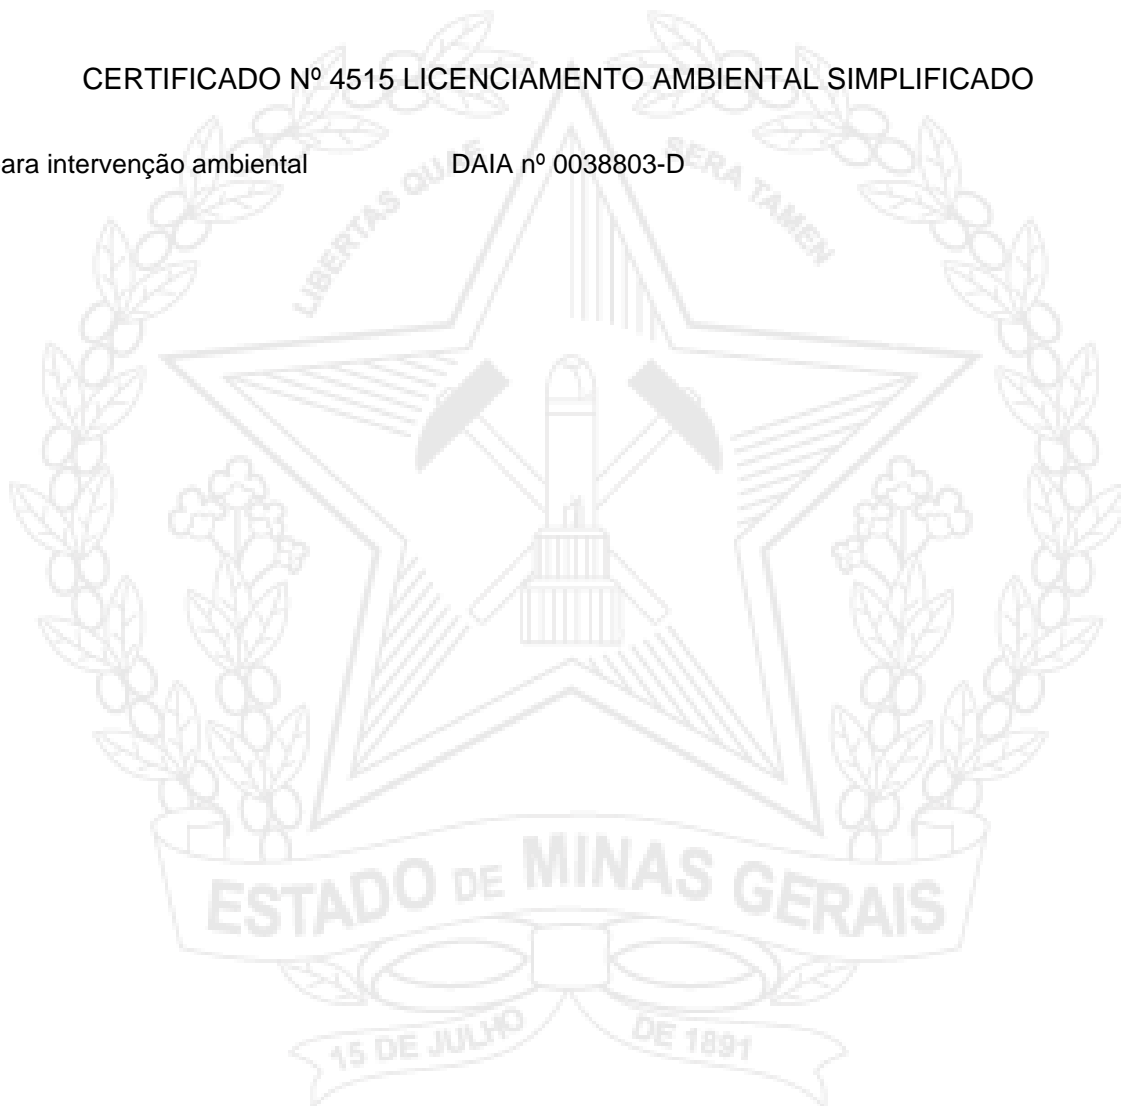 CERTIFICADO Nº 4515 LICENCIAMENTO AMBIENTAL SIMPLIFICADO
ara intervenção ambiental DAIA nº 0038803-D
LIBERTAS QUÆ SERA TAMEN
ESTADO DE MINAS GERAIS
15 DE JULHO DE 1891